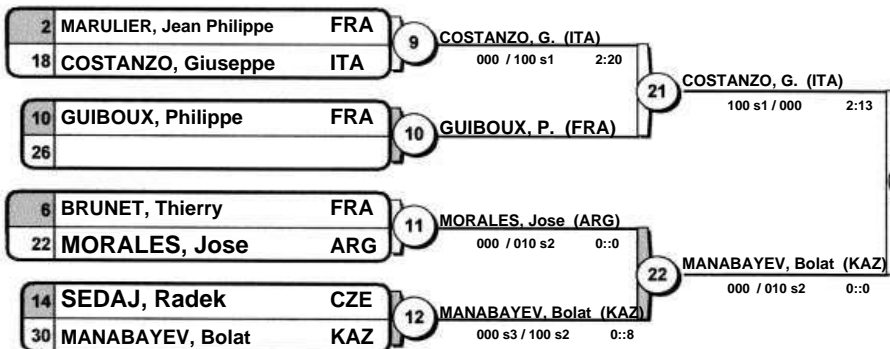 2 MARULIER, Jean Philippe FRA
18 COSTANZO, Giuseppe ITA
9
COSTANZO, G. (ITA)
000 / 100 s1 2:20
10 GUIBOUX, Philippe FRA
26
10
GUIBOUX, P. (FRA)
21
COSTANZO, G. (ITA)
100 s1 / 000 2:13
6 BRUNET, Thierry FRA
22 MORALES, Jose ARG
11
MORALES, Jose (ARG)
000 / 010 s2 0::0
14 SEDAJ, Radek CZE
30 MANABAYEV, Bolat KAZ
12
MANABAYEV, Bolat (KAZ)
000 s3 / 100 s2 0::8
22
MANABAYEV, Bolat (KAZ)
000 / 010 s2 0::0